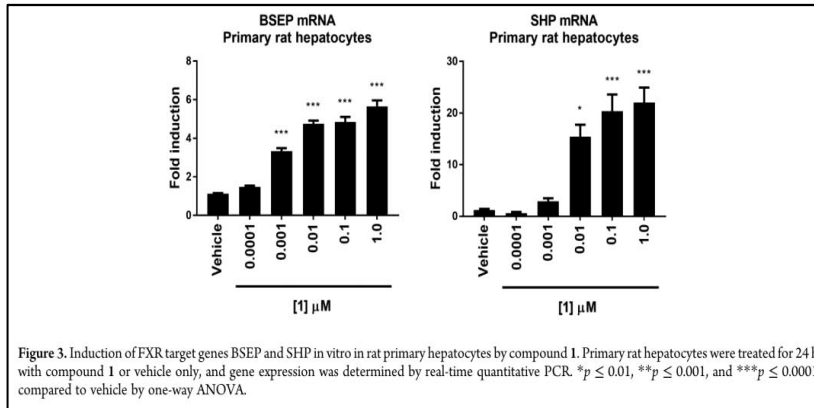 BSEP mRNA
Primary rat hepatocytes
8
6
4
2
0
Fold induction
***
***
***
***
Vehicle
0.0001
0.001
0.01
0.1
1.0
[1] μM
SHP mRNA
Primary rat hepatocytes
30
20
10
0
Fold induction
*
***
***
Vehicle
0.0001
0.001
0.01
0.1
1.0
[1] μM
Figure 3. Induction of FXR target genes BSEP and SHP in vitro in rat primary hepatocytes by compound 1. Primary rat hepatocytes were treated for 24 h
with compound 1 or vehicle only, and gene expression was determined by real-time quantitative PCR. *p ≤ 0.01, **p ≤ 0.001, and ***p ≤ 0.0001
compared to vehicle by one-way ANOVA.